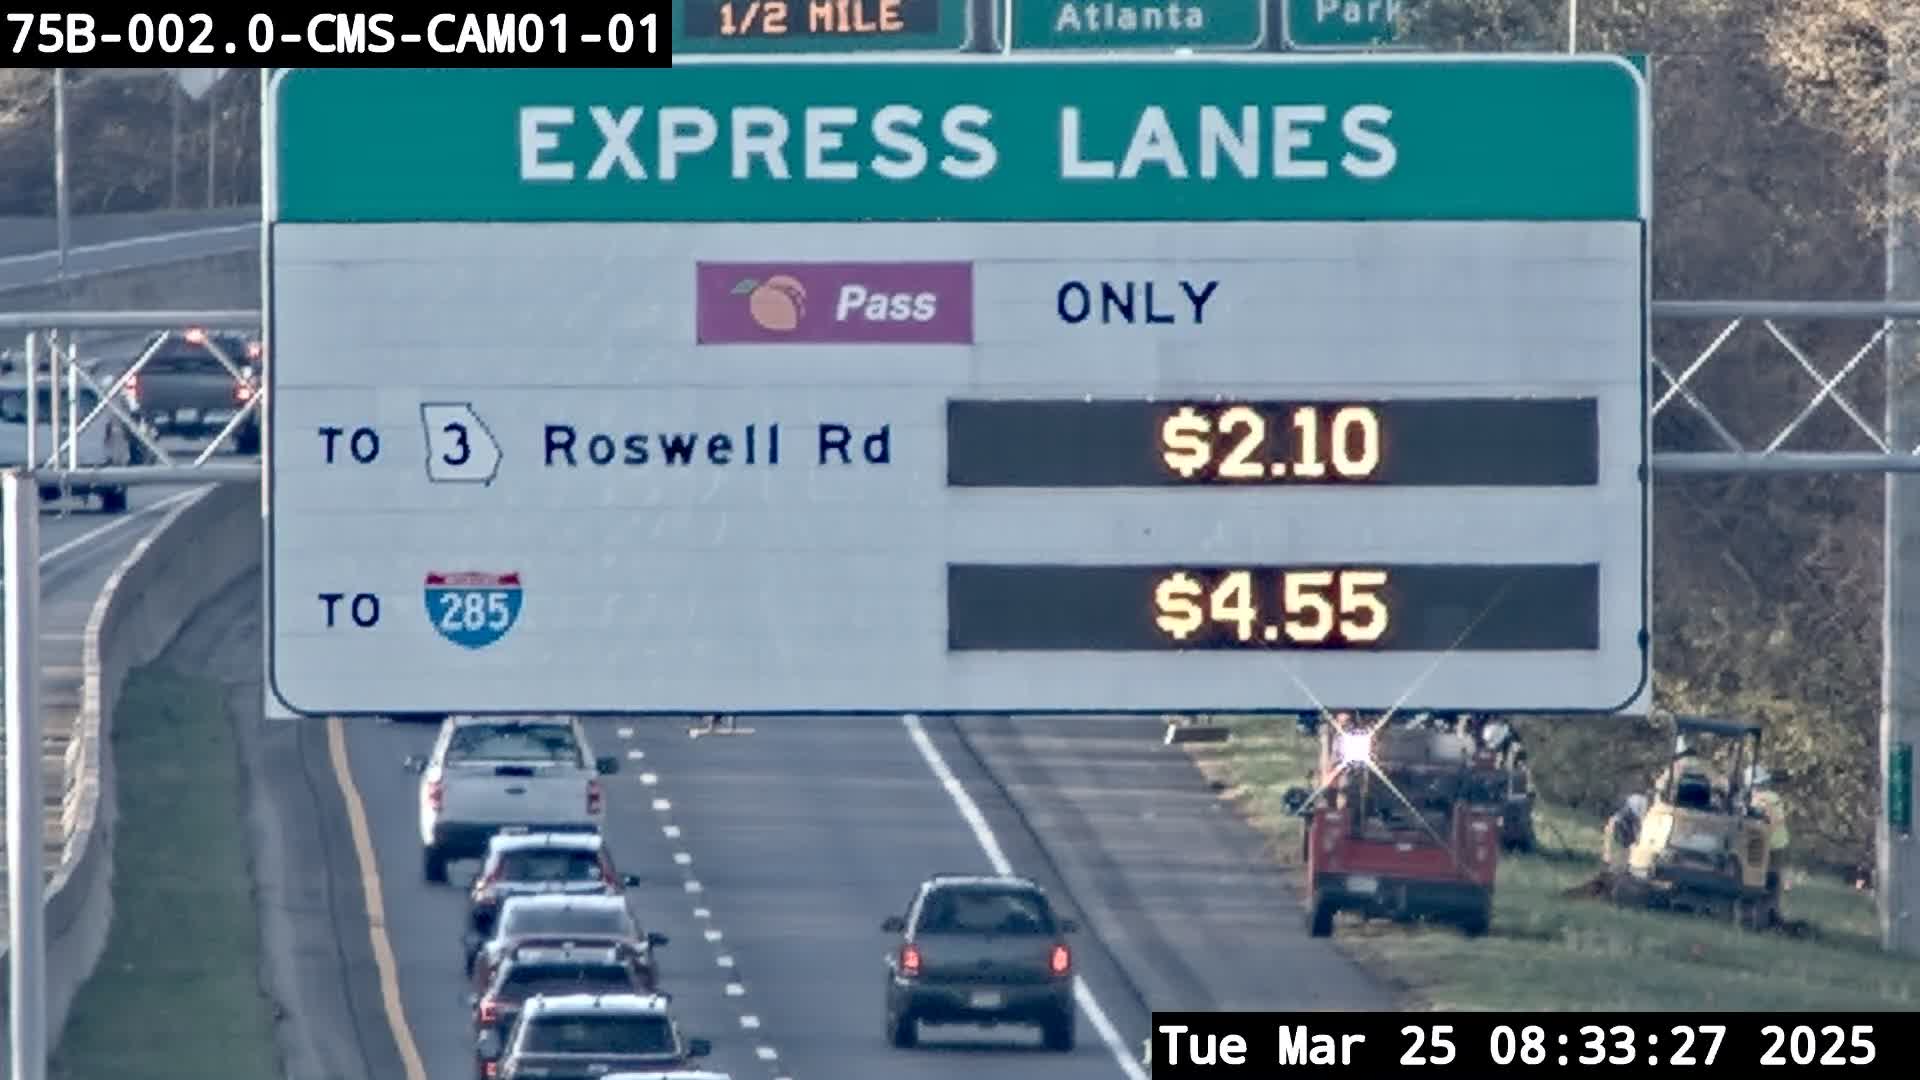 75B-002.0-CMS-CAM01-01
1/2 MILE
Atlanta
Park
EXPRESS LANES
Pass ONLY
TO 3 Roswell Rd $2.10
TO 285 $4.55
Tue Mar 25 08:33:27 2025